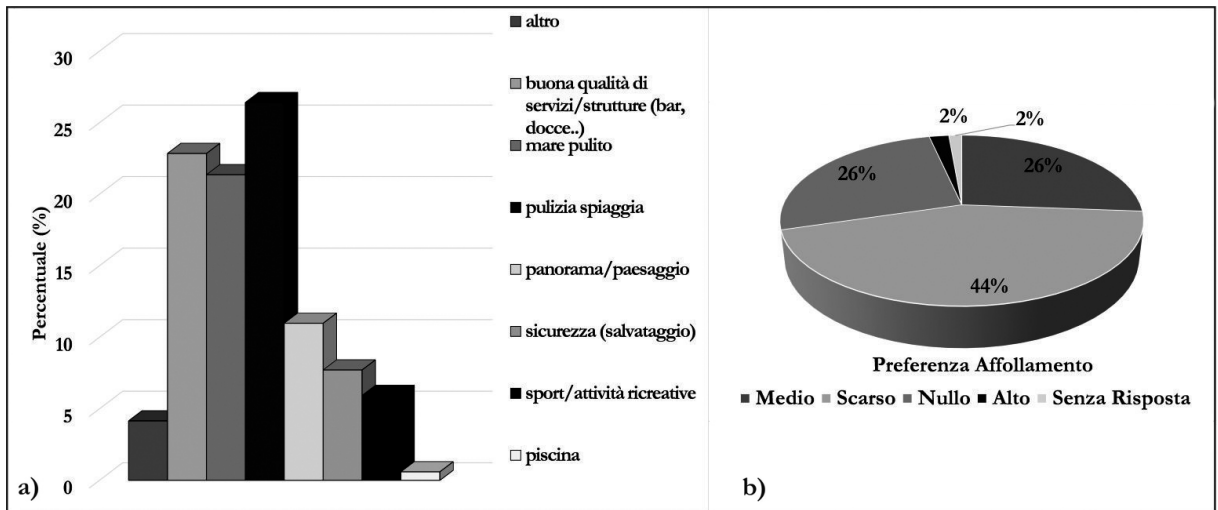 30
25
20
15
10
5
0
Percentuale (%)
altro
buona qualità di
servizi/strutture (bar,
docce..)
mare pulito
pulizia spiaggia
panorama/paesaggio
sicurezza (salvataggio)
sport/attività ricreative
piscina
a)
2%
2%
26%
26%
44%
Preferenza Affollamento
Medio Scarso Nullo Alto Senza Risposta
b)